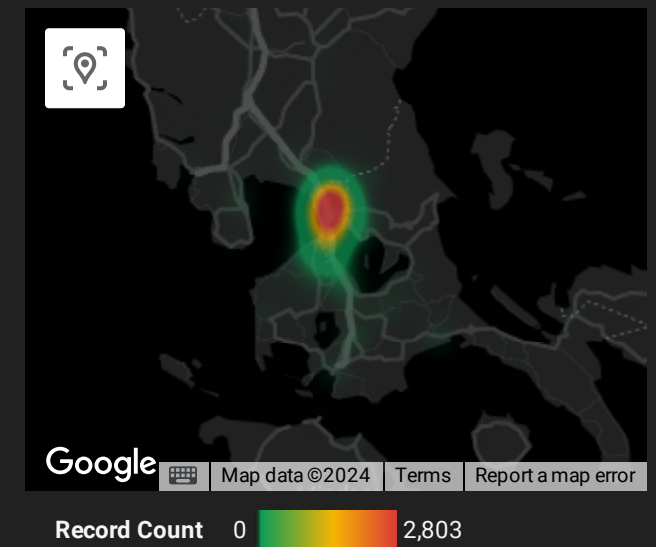 Google
Map data ©2024
Terms
Report a map error
Record Count 0 2,803